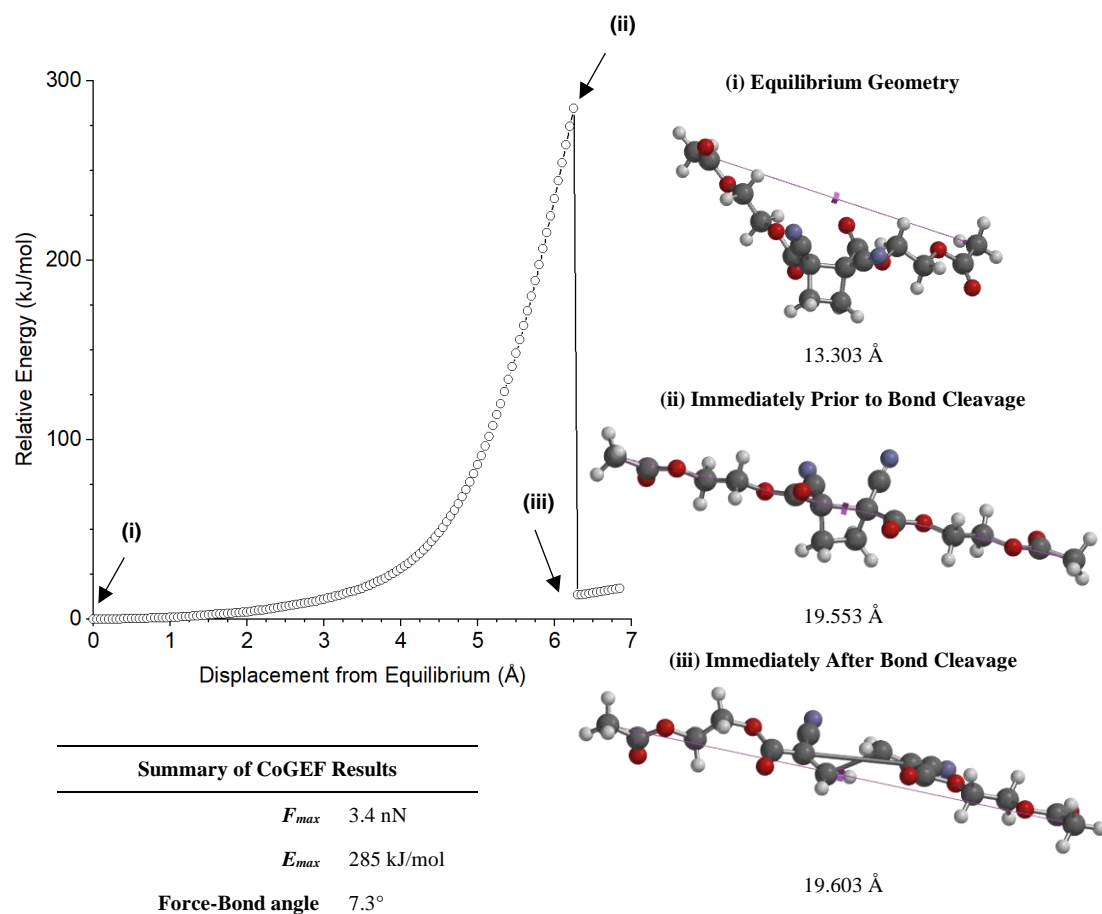 (ii)
(i) Equilibrium Geometry
300
200
100
0
Relative Energy (kJ/mol)
(i)
(iii)
0 1 2 3 4 5 6 7
Displacement from Equilibrium (Å)
13.303 Å
(ii) Immediately Prior to Bond Cleavage
19.553 Å
(iii) Immediately After Bond Cleavage
19.603 Å
Summary of CoGEF Results
Fmax 3.4 nN
Emax 285 kJ/mol
Force-Bond angle 7.3°